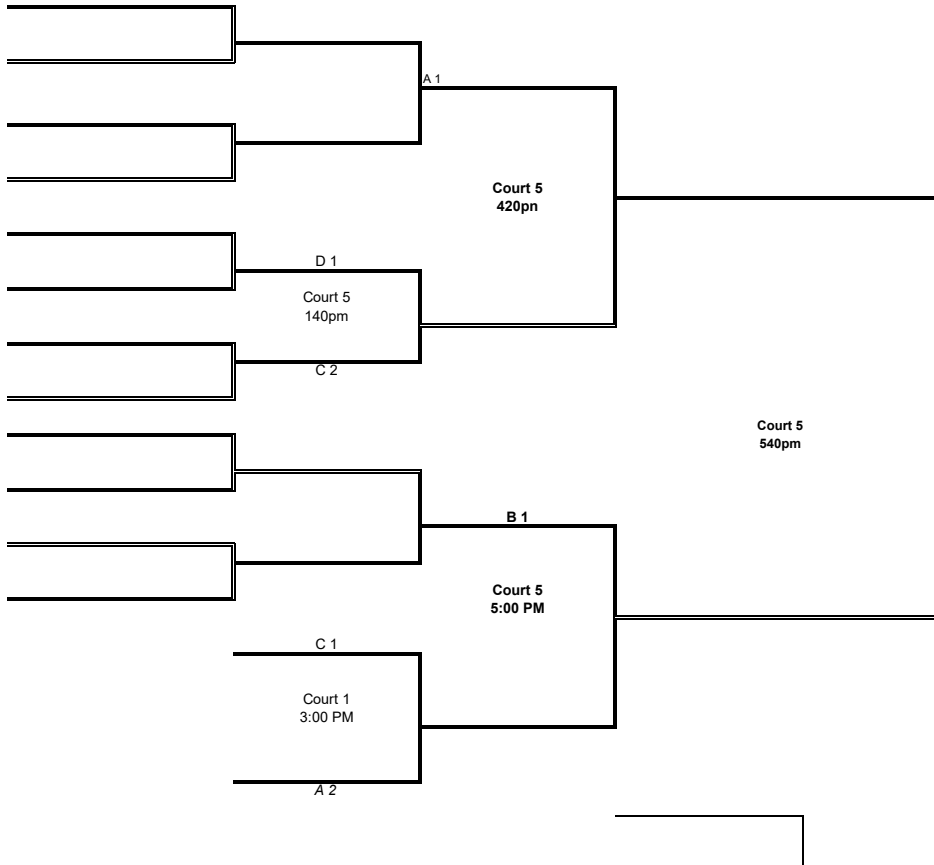 A 1
Court 5
420pn
D 1
Court 5
140pm
C 2
Court 5
540pm
B 1
Court 5
5:00 PM
C 1
Court 1
3:00 PM
A 2